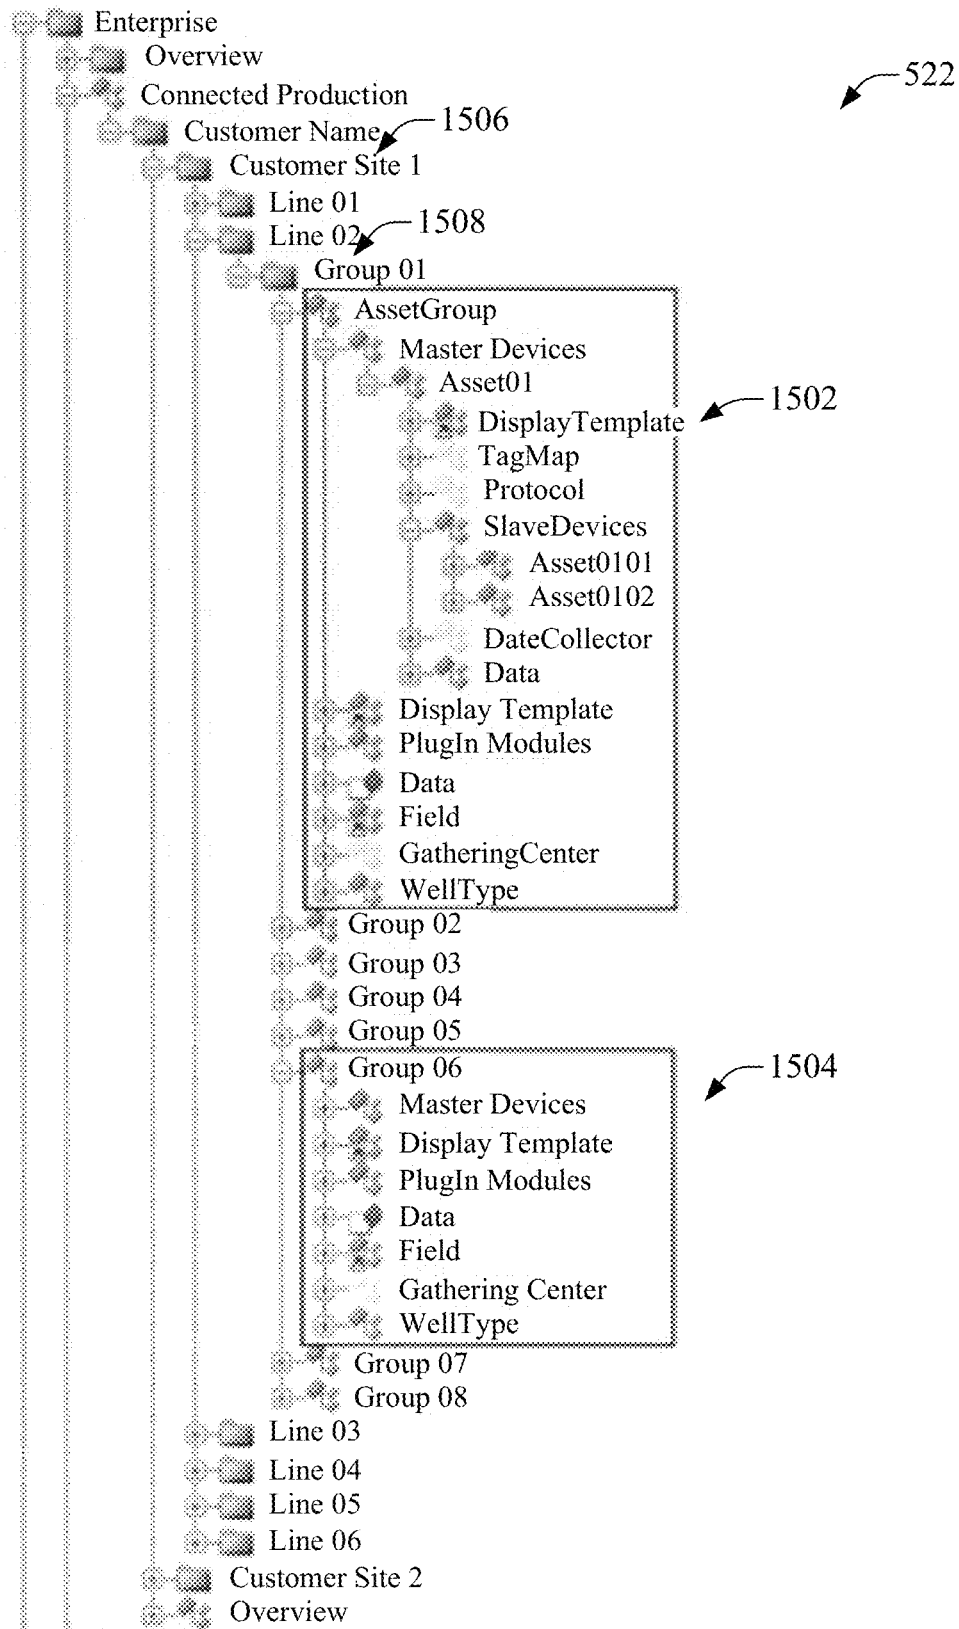 Enterprise
Overview
522
Connected Production
Customer Name
1506
Customer Site 1
Line 01
Line 02
1508
Group 01
AssetGroup
Master Devices
Asset01
1502
DisplayTemplate
TagMap
Protocol
SlaveDevices
Asset0101
Asset0102
DateCollector
Data
Display Template
PlugIn Modules
Data
Field
GatheringCenter
WellType
Group 02
Group 03
Group 04
Group 05
Group 06
1504
Master Devices
Display Template
PlugIn Modules
Data
Field
Gathering Center
WellType
Group 07
Group 08
Line 03
Line 04
Line 05
Line 06
Customer Site 2
Overview